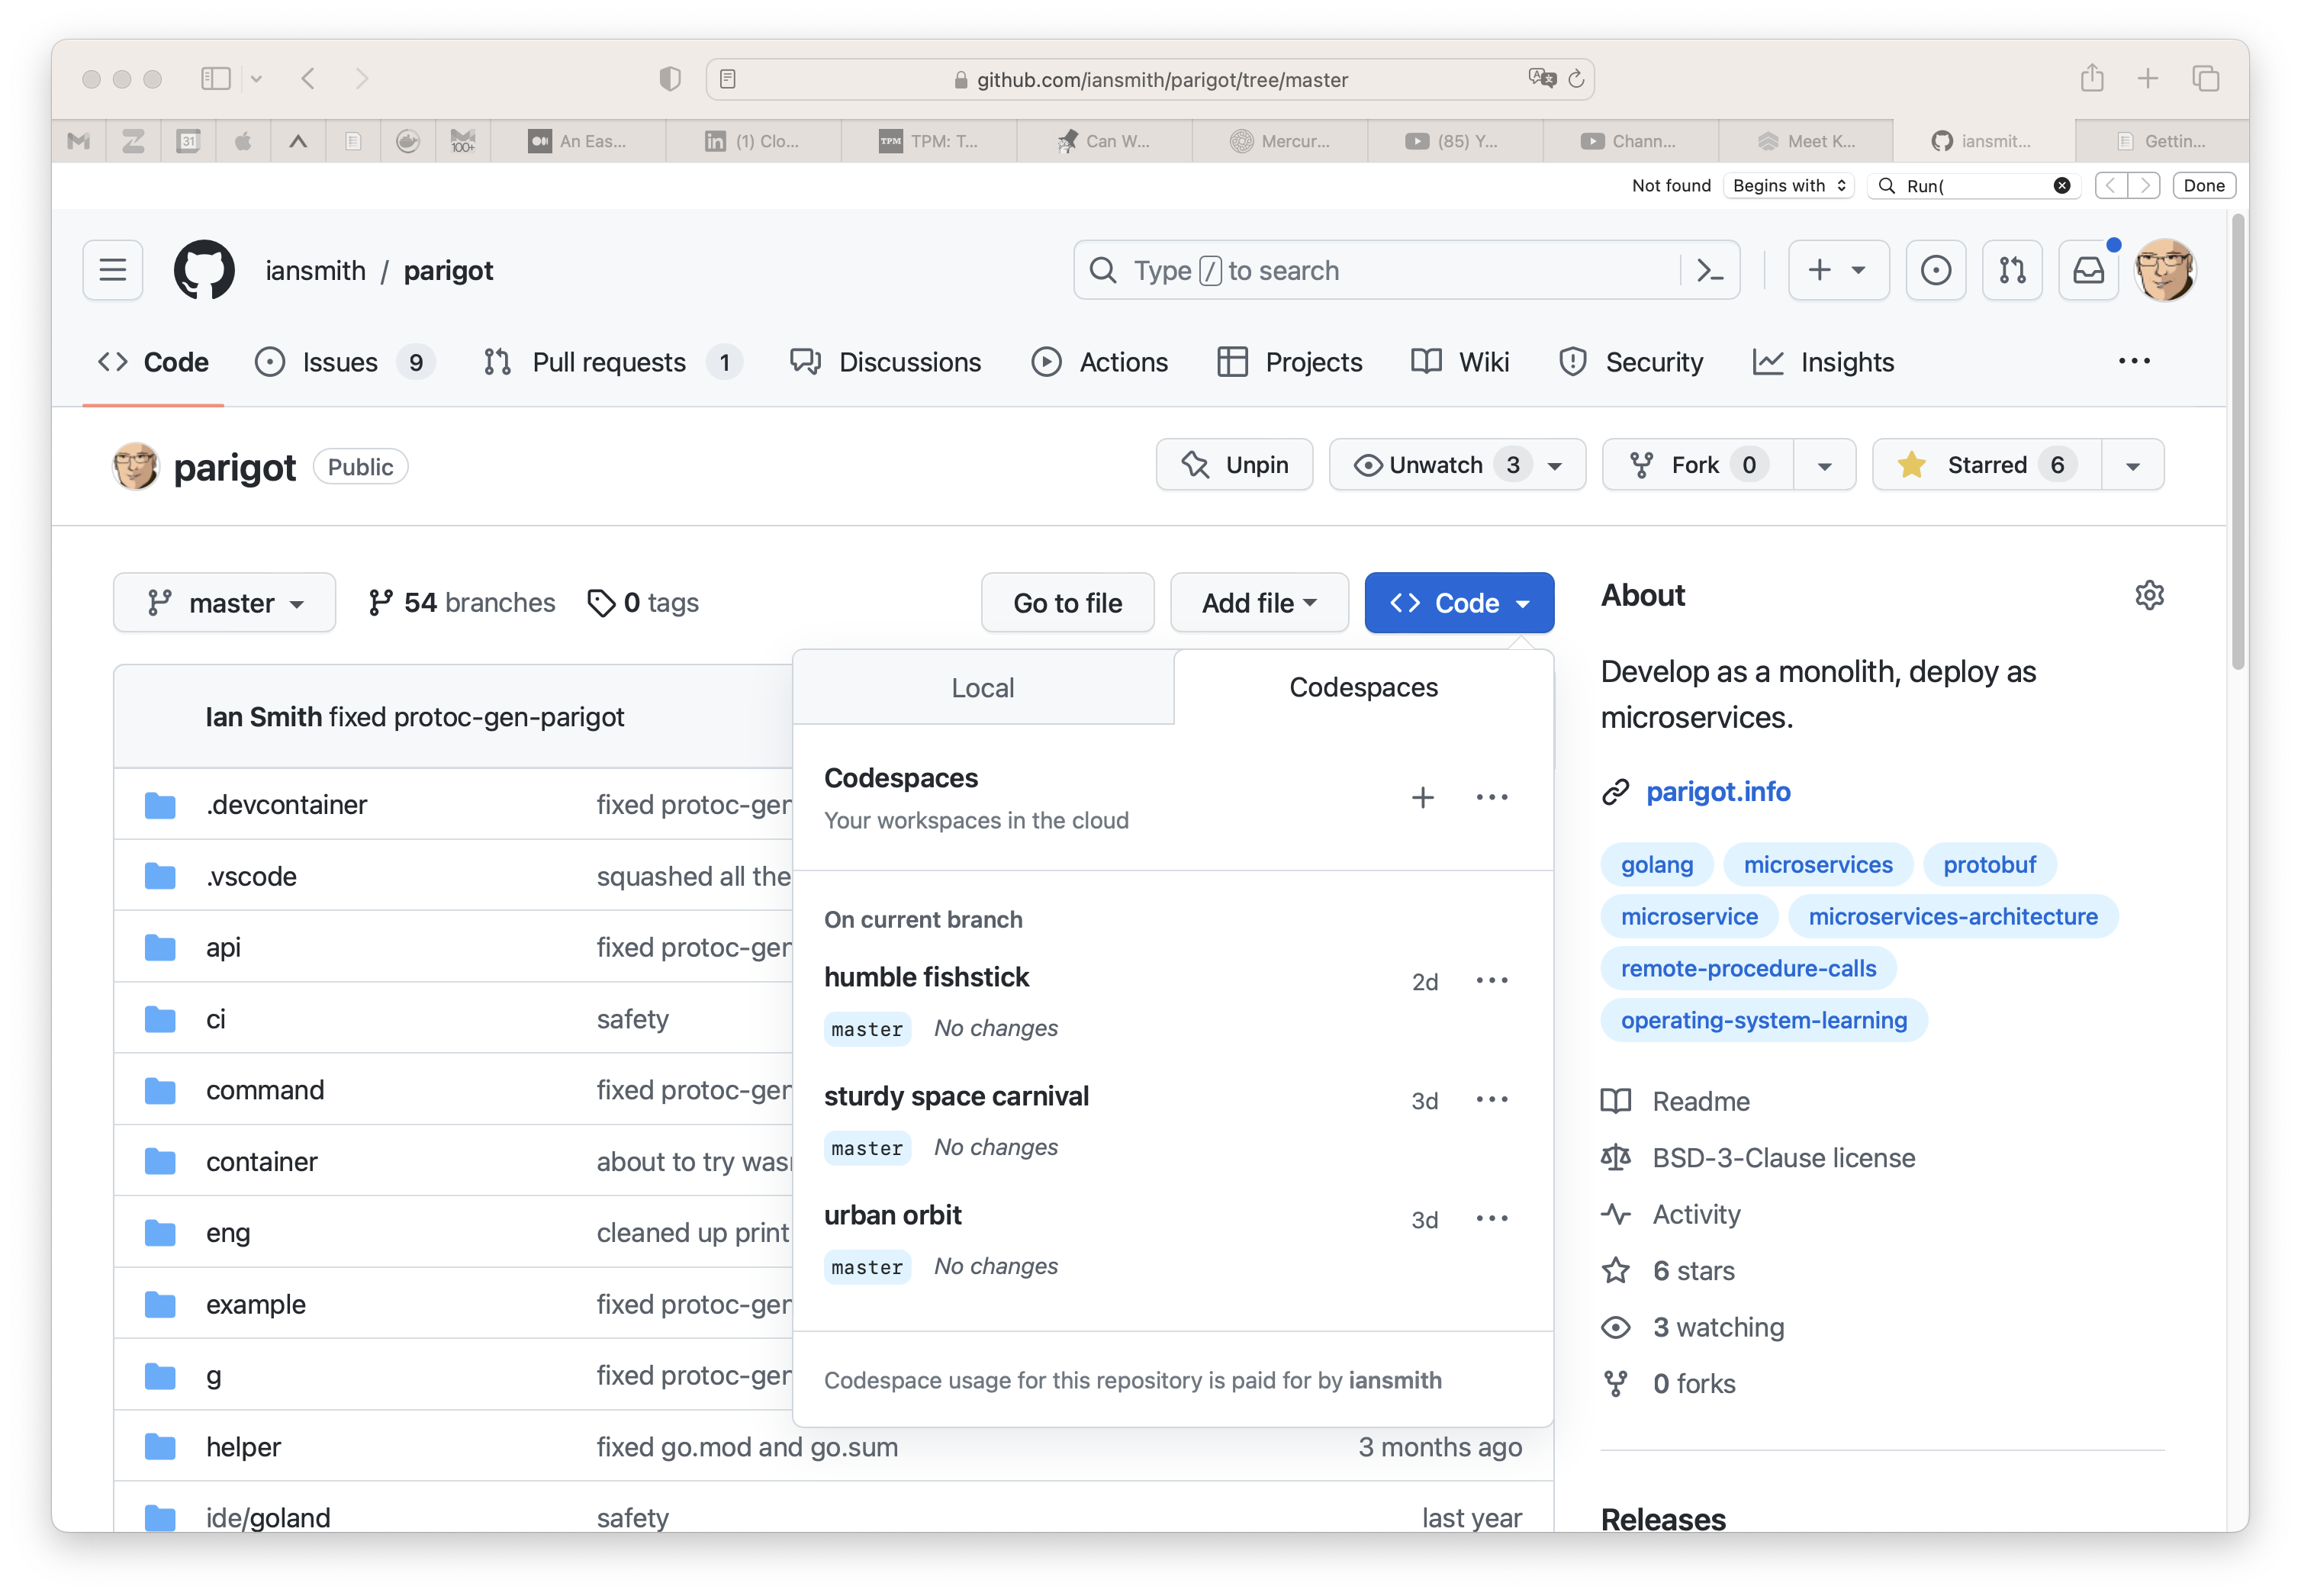 github.com/iansmith/parigot/tree/master
31
100+
An Eas...
in (1) Clo...
TPM TPM: T...
Can W...
Mercur...
(85) Y...
Chann...
Meet K...
iansmit...
Gettin...
Not found
Begins with
Run(
Done
iansmith / parigot
Type / to search
Code
Issues 9
Pull requests 1
Discussions
Actions
Projects
Wiki
Security
Insights
parigot Public
Unpin
Unwatch 3
Fork 0
Starred 6
master
54 branches
0 tags
Go to file
Add file
Code
Local
Codespaces
Codespaces
Your workspaces in the cloud
On current branch
humble fishstick 2d
master No changes
sturdy space carnival 3d
master No changes
urban orbit 3d
master No changes
Codespace usage for this repository is paid for by iansmith
Ian Smith fixed protoc-gen-parigot
.devcontainer fixed protoc-gen
.vscode squashed all the
api fixed protoc-gen
ci safety
command fixed protoc-gen
container about to try was
eng cleaned up print
example fixed protoc-gen
g fixed protoc-gen
helper fixed go.mod and go.sum 3 months ago
ide/goland safety last year
About
Develop as a monolith, deploy as
microservices.
parigot.info
golang microservices protobuf
microservice microservices-architecture
remote-procedure-calls
operating-system-learning
Readme
BSD-3-Clause license
Activity
6 stars
3 watching
0 forks
Releases